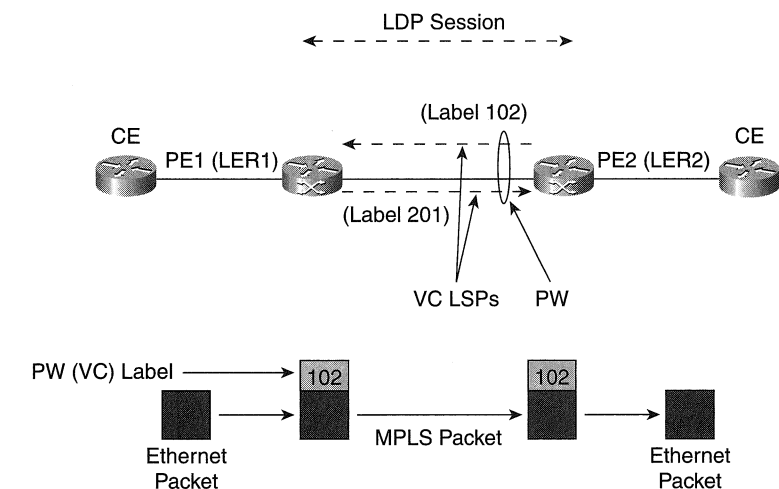 LDP Session
(Label 102)
CE
PE1 (LER1)
PE2 (LER2)
CE
(Label 201)
VC LSPs
PW
PW (VC) Label
102
102
MPLS Packet
Ethernet
Packet
Ethernet
Packet